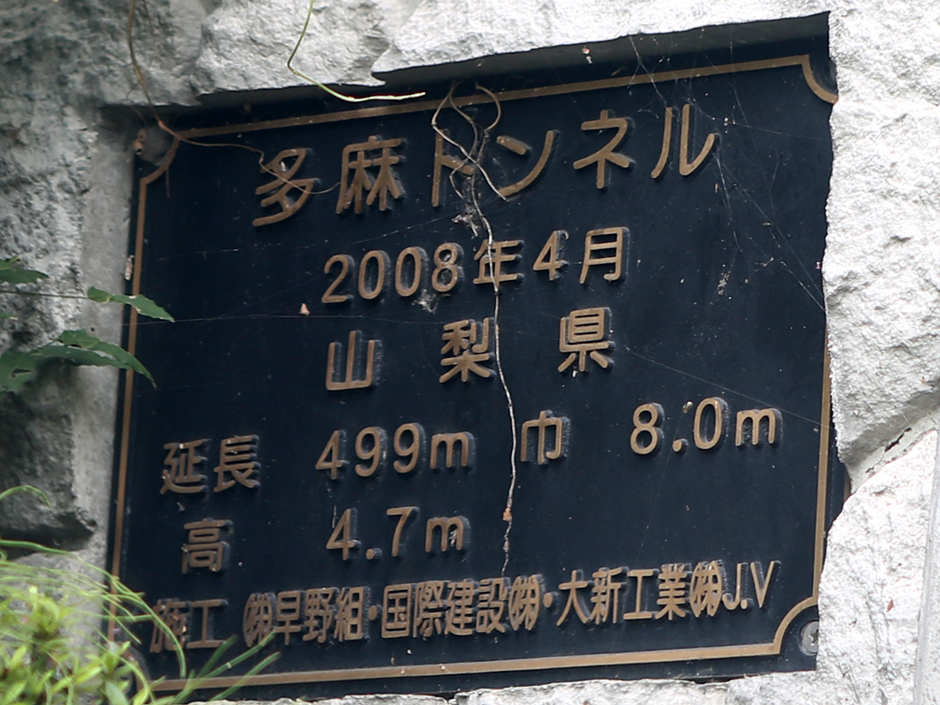 多麻トンネル
2008年4月
山梨県
延長 499m 巾 8.0m
高 4.7m
施工 ㈱早野組・国際建設㈱・大新工業㈱J.V